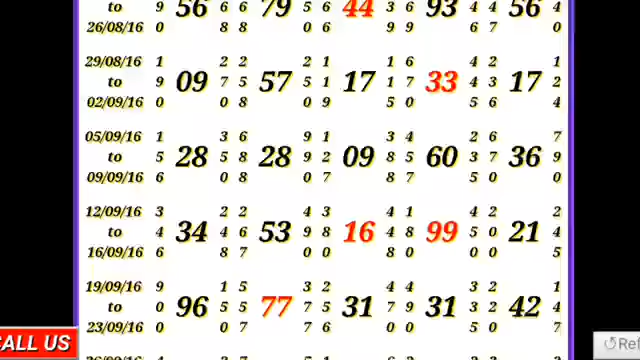 to 9 56 6 6 79 5 6 44 3 6 93 4 4 56 4
26/08/16 0 8 8 0 6 9 9 6 7 0
29/08/16 1 2 2 2 1 1 6 4 2 1
to 9 09 7 5 57 5 1 17 1 7 33 4 3 17 2
02/09/16 0 0 8 1 9 5 0 5 6 4
05/09/16 1 3 6 9 1 3 4 2 6 7
to 5 28 5 8 28 9 2 09 8 5 60 3 7 36 9
09/09/16 6 8 8 0 7 8 7 5 0 0
12/09/16 3 2 2 4 3 4 1 4 2 2
to 4 34 4 6 53 9 8 16 4 8 99 5 0 21 4
16/09/16 6 8 7 0 0 8 0 0 0 5
19/09/16 9 1 5 3 2 4 4 3 2 1
to 0 96 5 5 77 7 5 31 7 9 31 3 2 42 4
23/09/16 0 0 7 5 6 0 0 5 0 7
CALL US
Ref